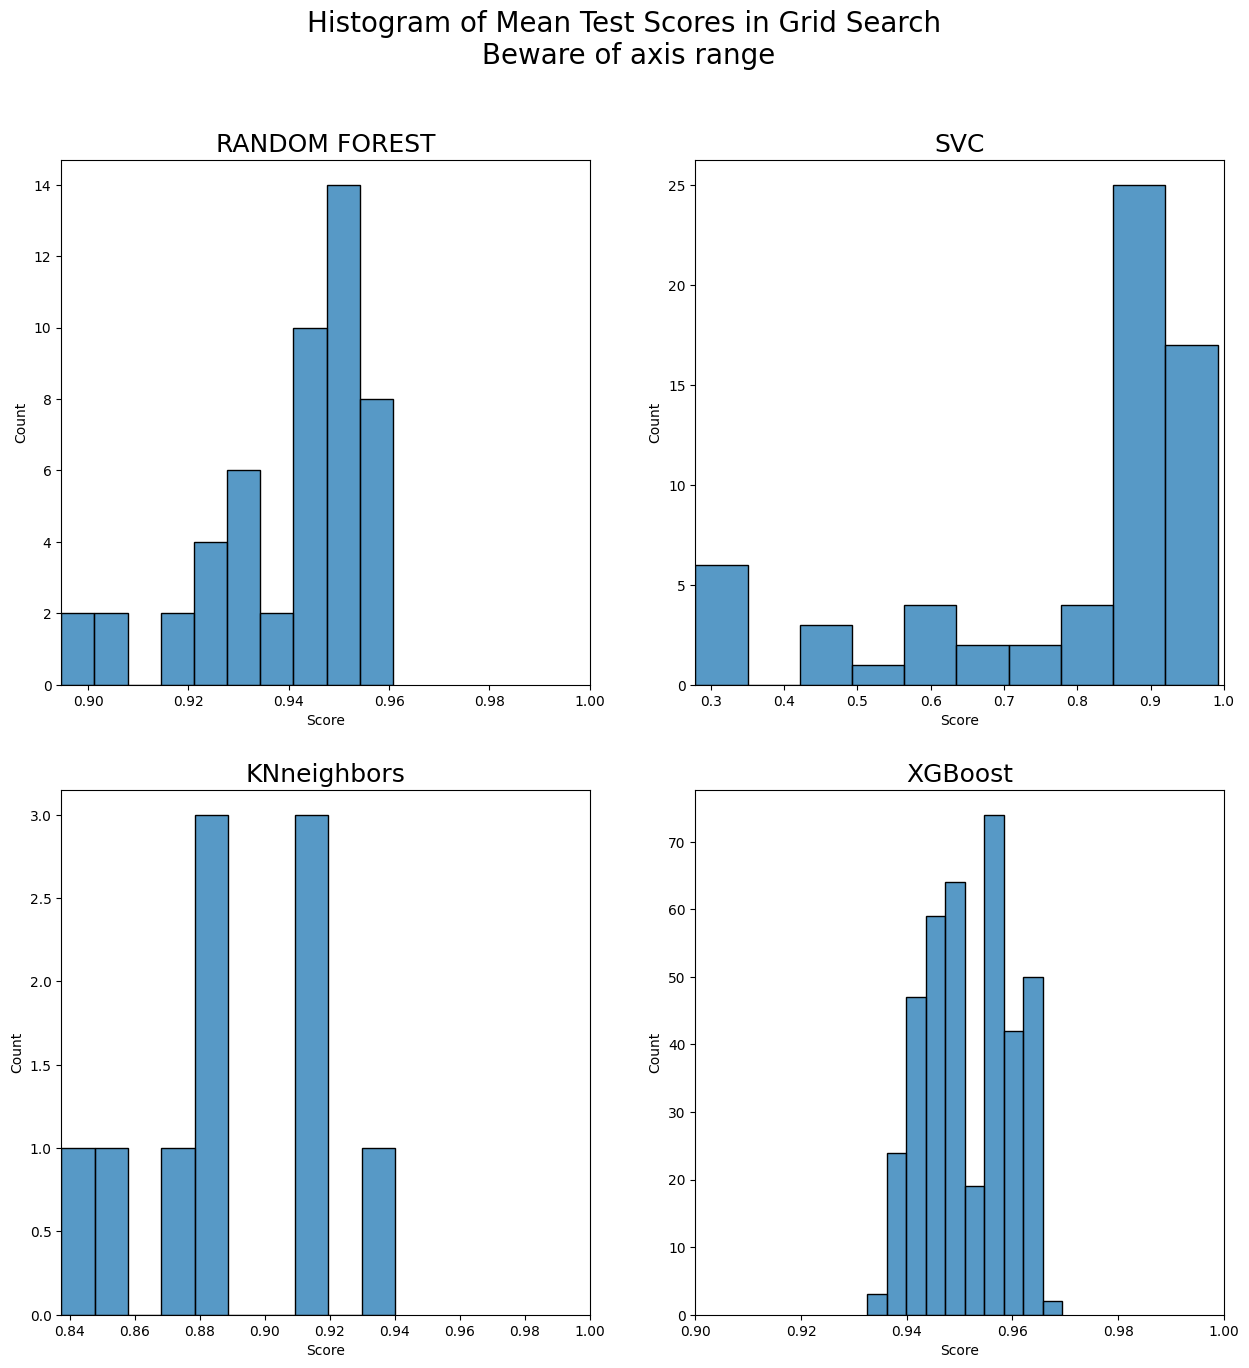 Histogram of Mean Test Scores in Grid Search
Beware of axis range
RANDOM FOREST
14
12
10
8
6
4
2
0
Count
0.90 0.92 0.94 0.96 0.98 1.00
Score
SVC
25
20
15
10
5
0
Count
0.3 0.4 0.5 0.6 0.7 0.8 0.9 1.0
Score
KNneighbors
3.0
2.5
2.0
1.5
1.0
0.5
0.0
Count
0.84 0.86 0.88 0.90 0.92 0.94 0.96 0.98 1.00
Score
XGBoost
70
60
50
40
30
20
10
0
Count
0.90 0.92 0.94 0.96 0.98 1.00
Score